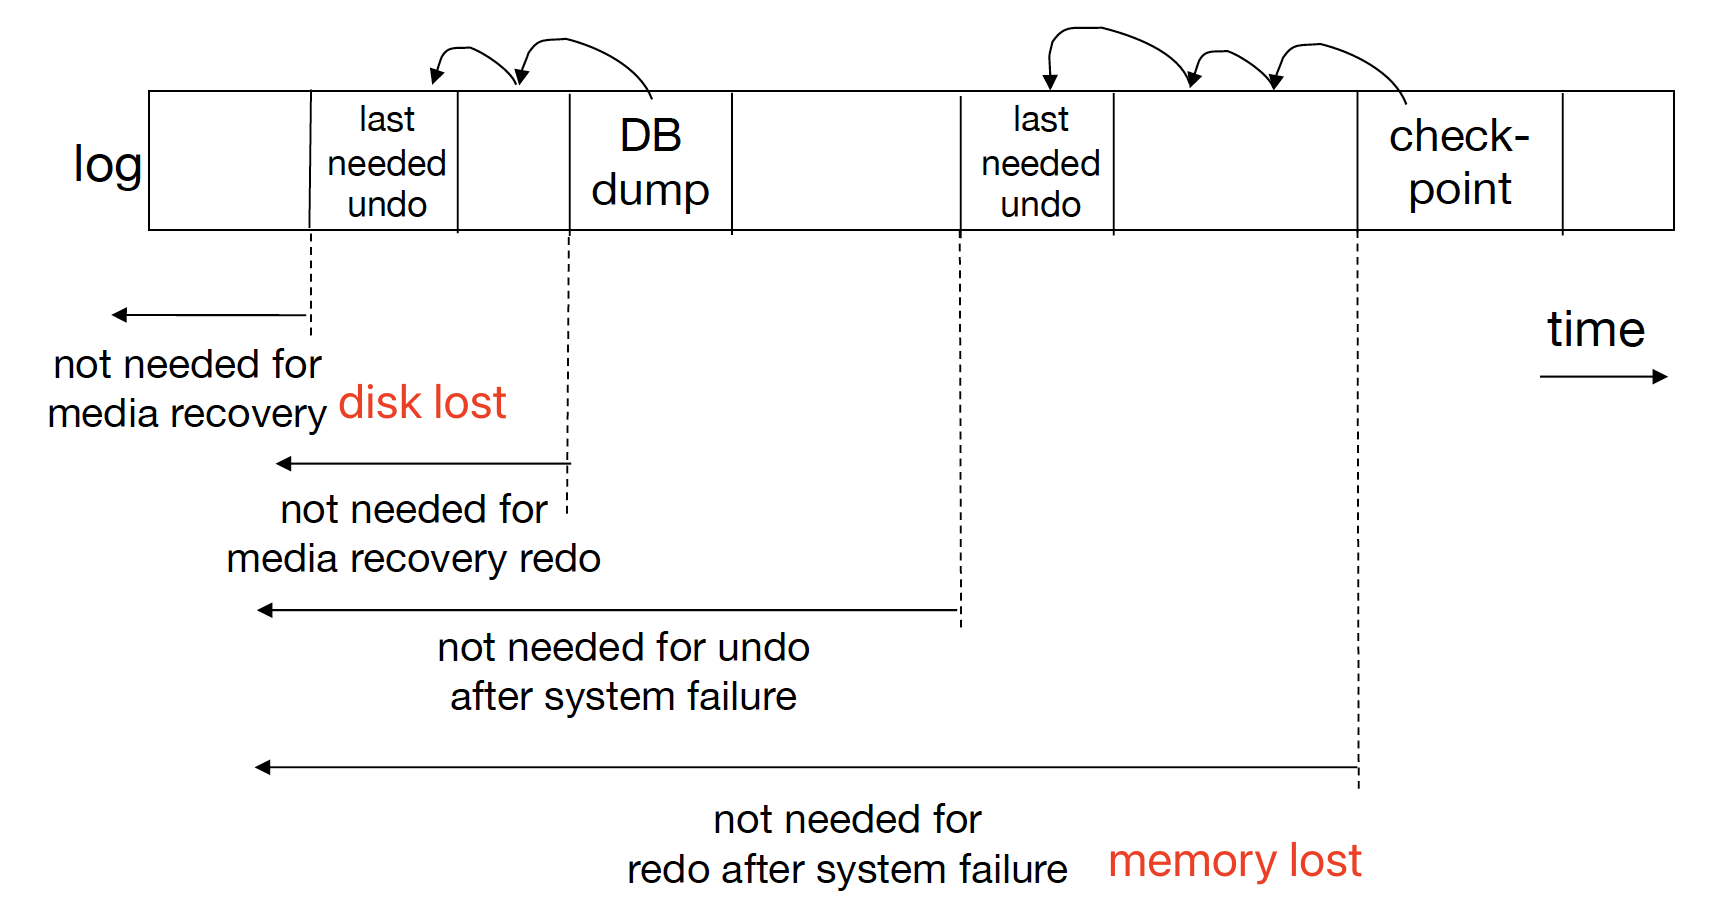 log
last
needed
undo
DB
dump
last
needed
undo
check-
point
time
not needed for
media recovery
disk lost
not needed for
media recovery redo
not needed for undo
after system failure
not needed for
redo after system failure
memory lost